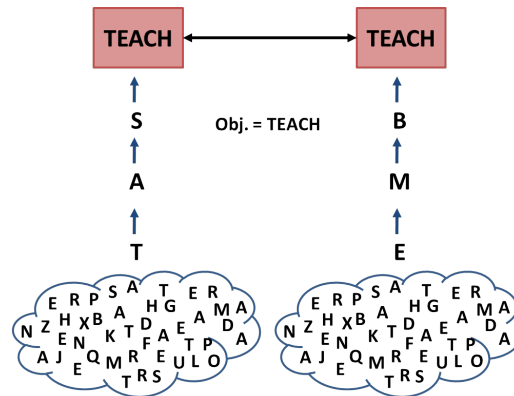 TEACH TEACH
S Obj. = TEACH B
A M
T E
E R P S A T E R
N Z H X B A H G A M A
E N K T D A E D A
A J E Q M R F A E T P
E T R S U L O
E R P S A T E R
N Z H X B A H G A M A
E N K T D A E D A
A J E Q M R F A E T P
E T R S U L O